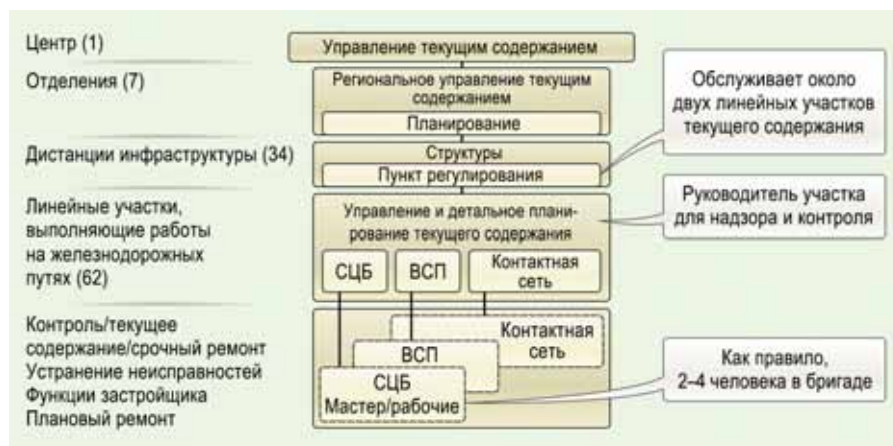 Центр (1)
Управление текущим содержанием
Отделения (7)
Региональное управление текущим
содержанием
Планирование
Обслуживает около
двух линейных участков
текущего содержания
Дистанции инфраструктуры (34)
Структуры
Пункт регулирования
Линейные участки,
выполняющие работы
на железнодорожных
путях (62)
Управление и детальное плани-
рование текущего содержания
СЦБ
ВСП
Контактная
сеть
Руководитель участка
для надзора и контроля
Контроль/текущее
содержание/срочный ремонт
Устранение неисправностей
Функции застройщика
Плановый ремонт
Контактная
сеть
ВСП
СЦБ
Мастер/рабочие
Как правило,
2–4 человека в бригаде